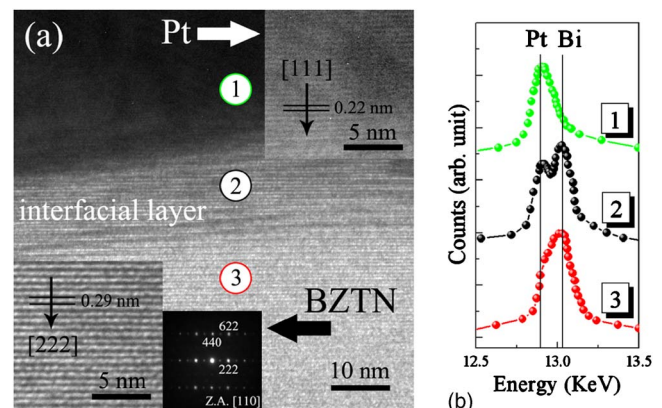 (a)
Pt
1
[111]
0.22 nm
5 nm
2
interfacial layer
3
0.29 nm
[222]
5 nm
BZTN
622
440
222
Z.A. [110]
10 nm
Pt Bi
1
2
3
Counts (arb. unit)
12.5 13.0 13.5
Energy (KeV)
(b)